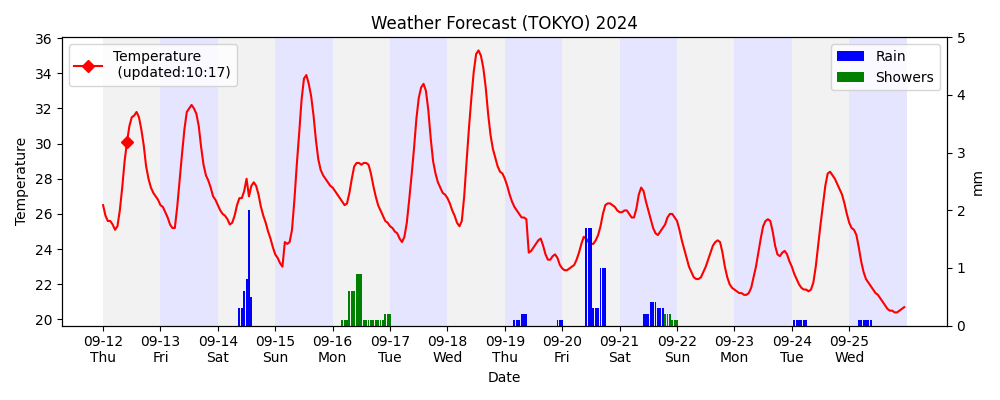 Weather Forecast (TOKYO) 2024
Temperature
(updated:10:17)
Rain
Showers
36
34
32
30
28
26
24
22
20
Temperature
5
4
3
2
1
0
mm
09-12 09-13 09-14 09-15 09-16 09-17 09-18 09-19 09-20 09-21 09-22 09-23 09-24 09-25
Thu Fri Sat Sun Mon Tue Wed Thu Fri Sat Sun Mon Tue Wed
Date